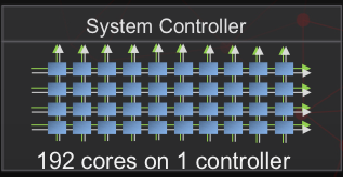 System Controller
192 cores on 1 controller